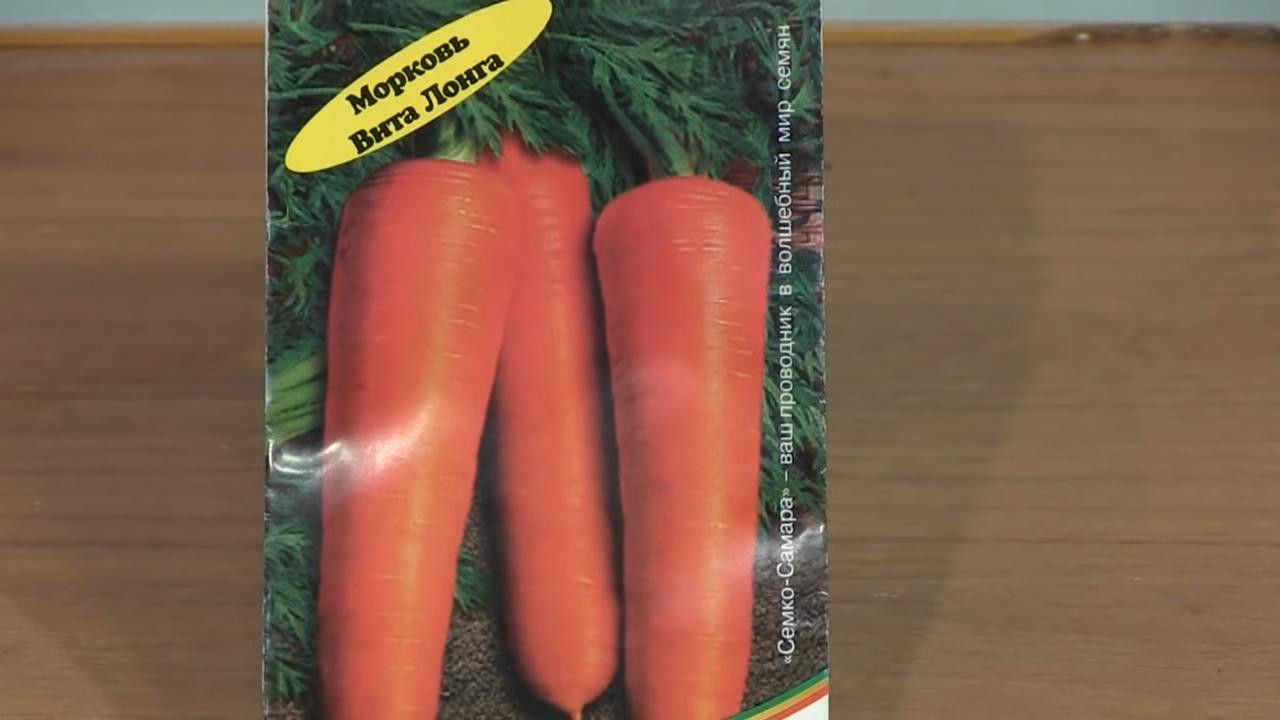 Морковь
Вита Лонга
«Семко-Самара» – ваш проводник в волшебный мир семян